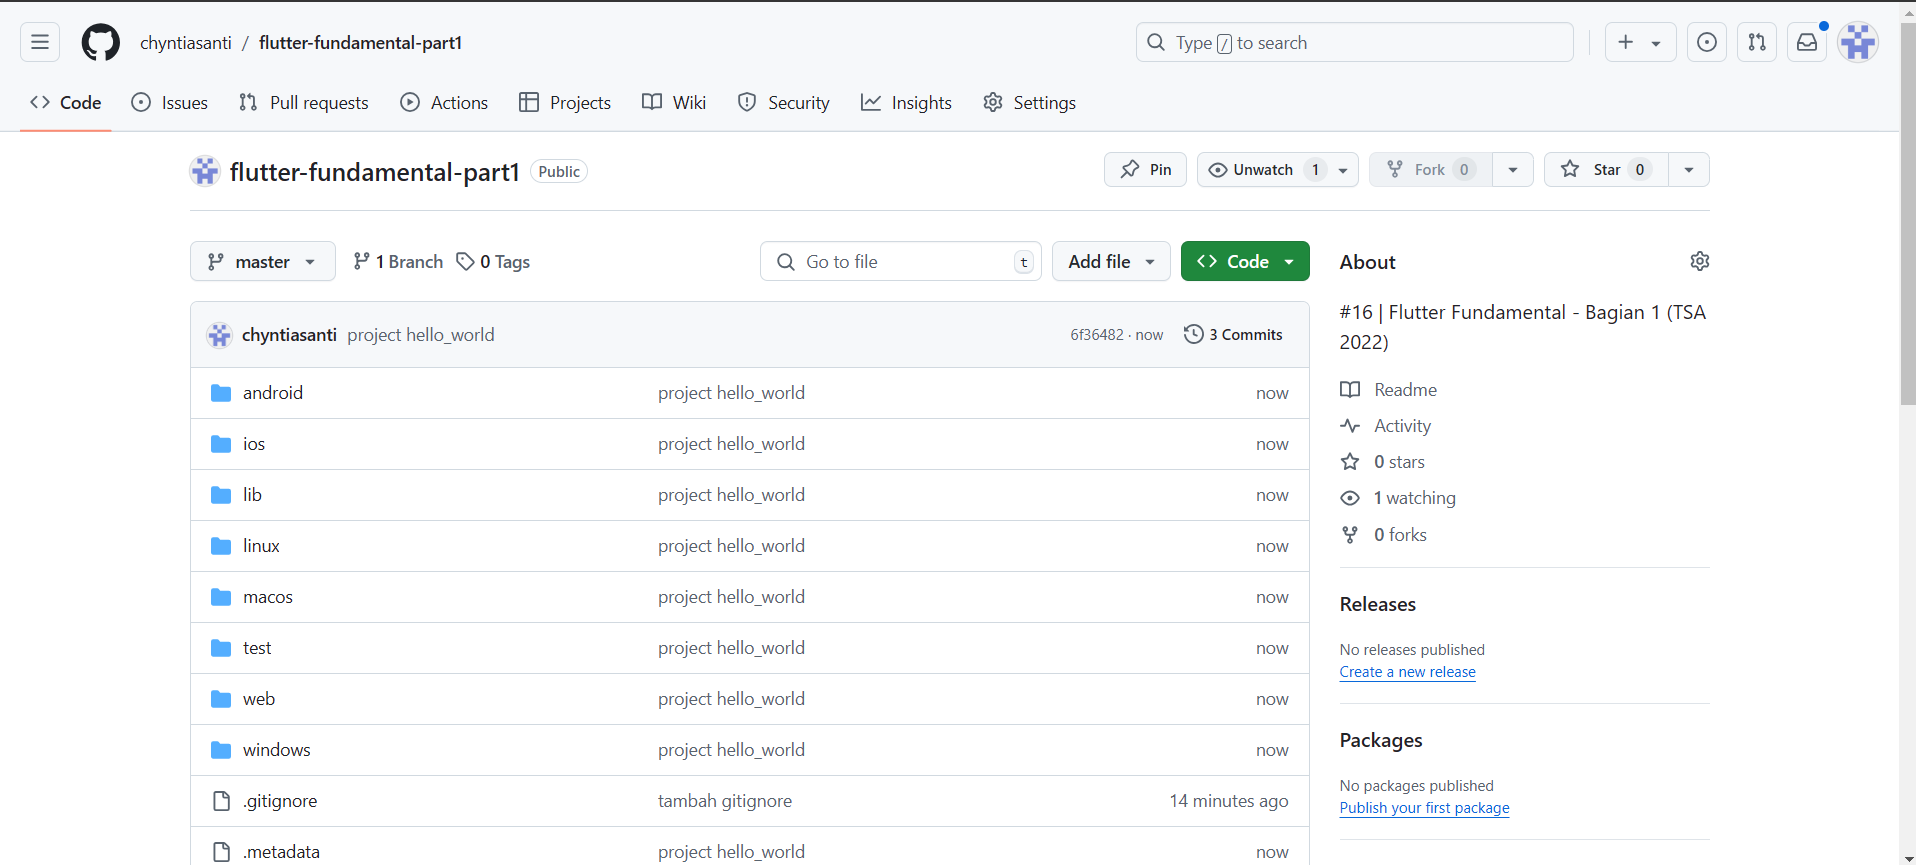 chyntiasanti / flutter-fundamental-part1
Type / to search
Code Issues Pull requests Actions Projects Wiki Security Insights Settings
flutter-fundamental-part1 Public
Pin Unwatch 1 Fork 0 Star 0
master 1 Branch 0 Tags Go to file t Add file Code
chyntiasanti project hello_world 6f36482 · now 3 Commits
android project hello_world now
ios project hello_world now
lib project hello_world now
linux project hello_world now
macos project hello_world now
test project hello_world now
web project hello_world now
windows project hello_world now
.gitignore tambah gitignore 14 minutes ago
.metadata project hello_world now
About
#16 | Flutter Fundamental - Bagian 1 (TSA
2022)
Readme
Activity
0 stars
1 watching
0 forks
Releases
No releases published
Create a new release
Packages
No packages published
Publish your first package